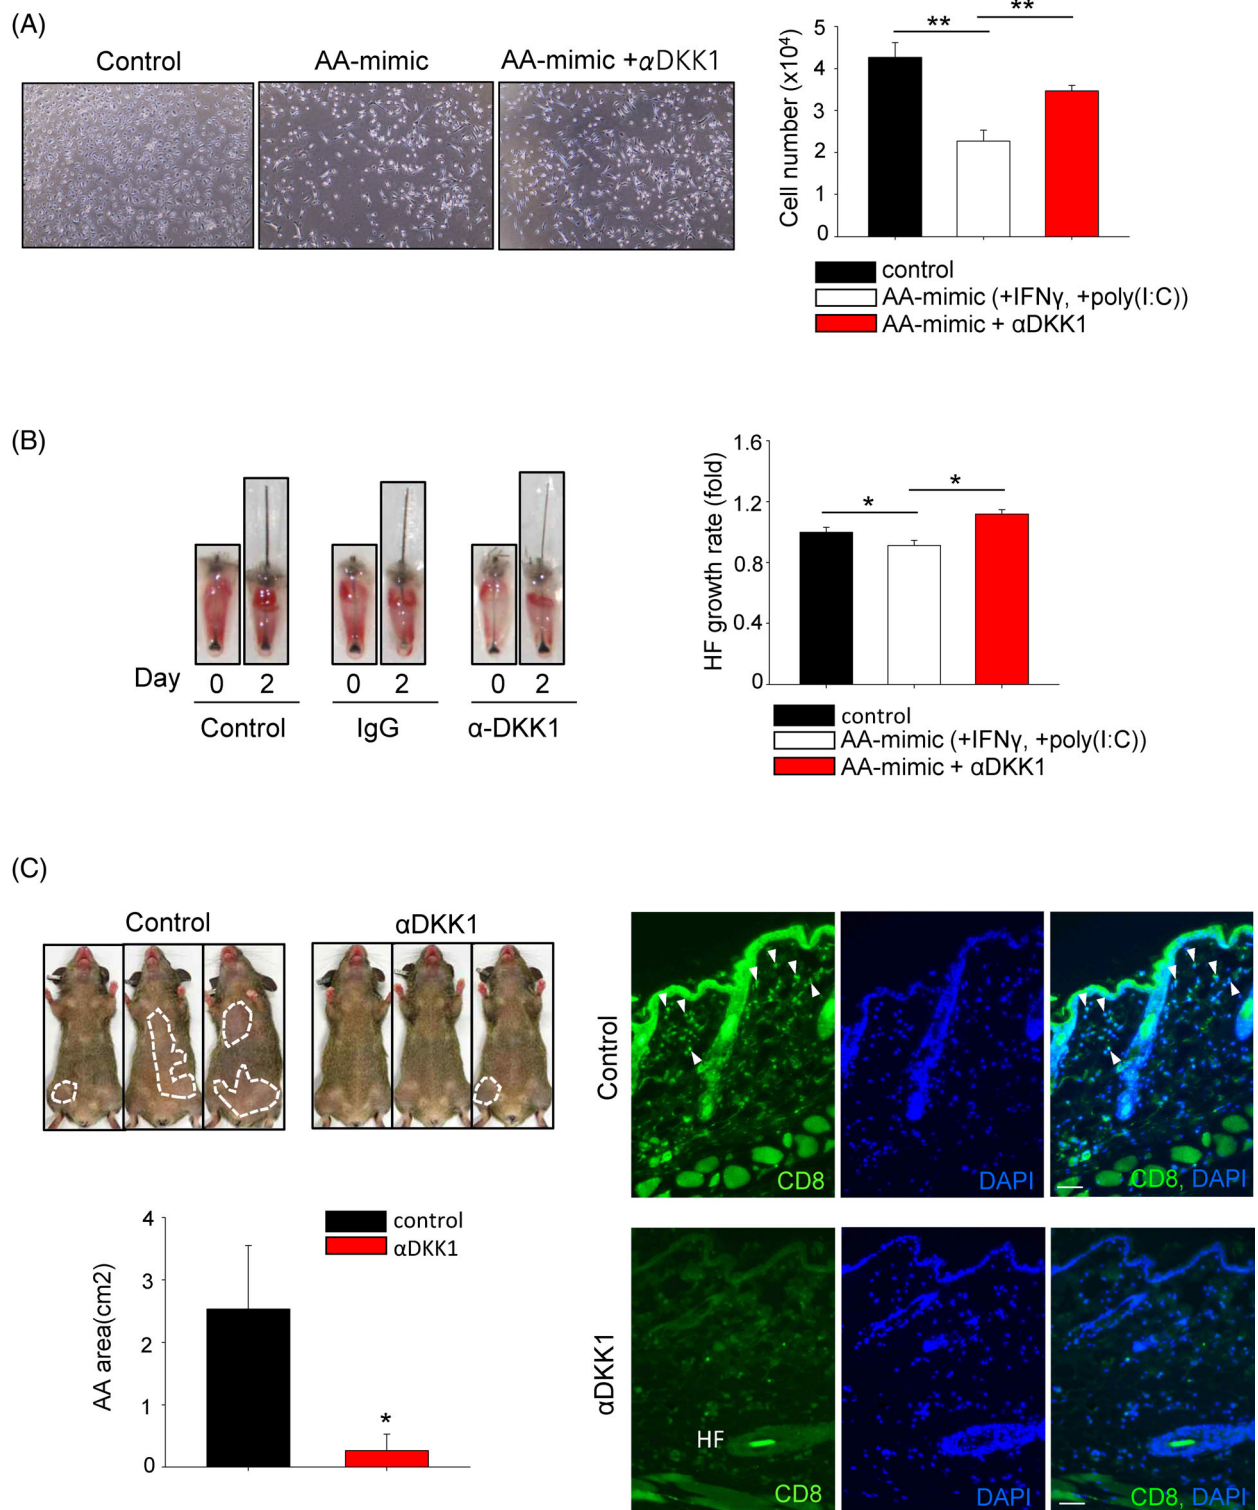 (A)
Control
AA-mimic
AA-mimic +αDKK1
Cell number (x10⁴)
5
4
3
2
1
0
**
**
control
AA-mimic (+IFNγ, +poly(I:C))
AA-mimic + αDKK1
(B)
Day
0
2
0
2
0
2
Control
IgG
α-DKK1
HF growth rate (fold)
1.6
1.2
0.8
0.4
0
*
*
control
AA-mimic (+IFNγ, +poly(I:C))
AA-mimic + αDKK1
(C)
Control
αDKK1
AA area(cm2)
4
3
2
1
0
control
αDKK1
*
Control
CD8
DAPI
CD8, DAPI
αDKK1
HF
CD8
DAPI
CD8, DAPI